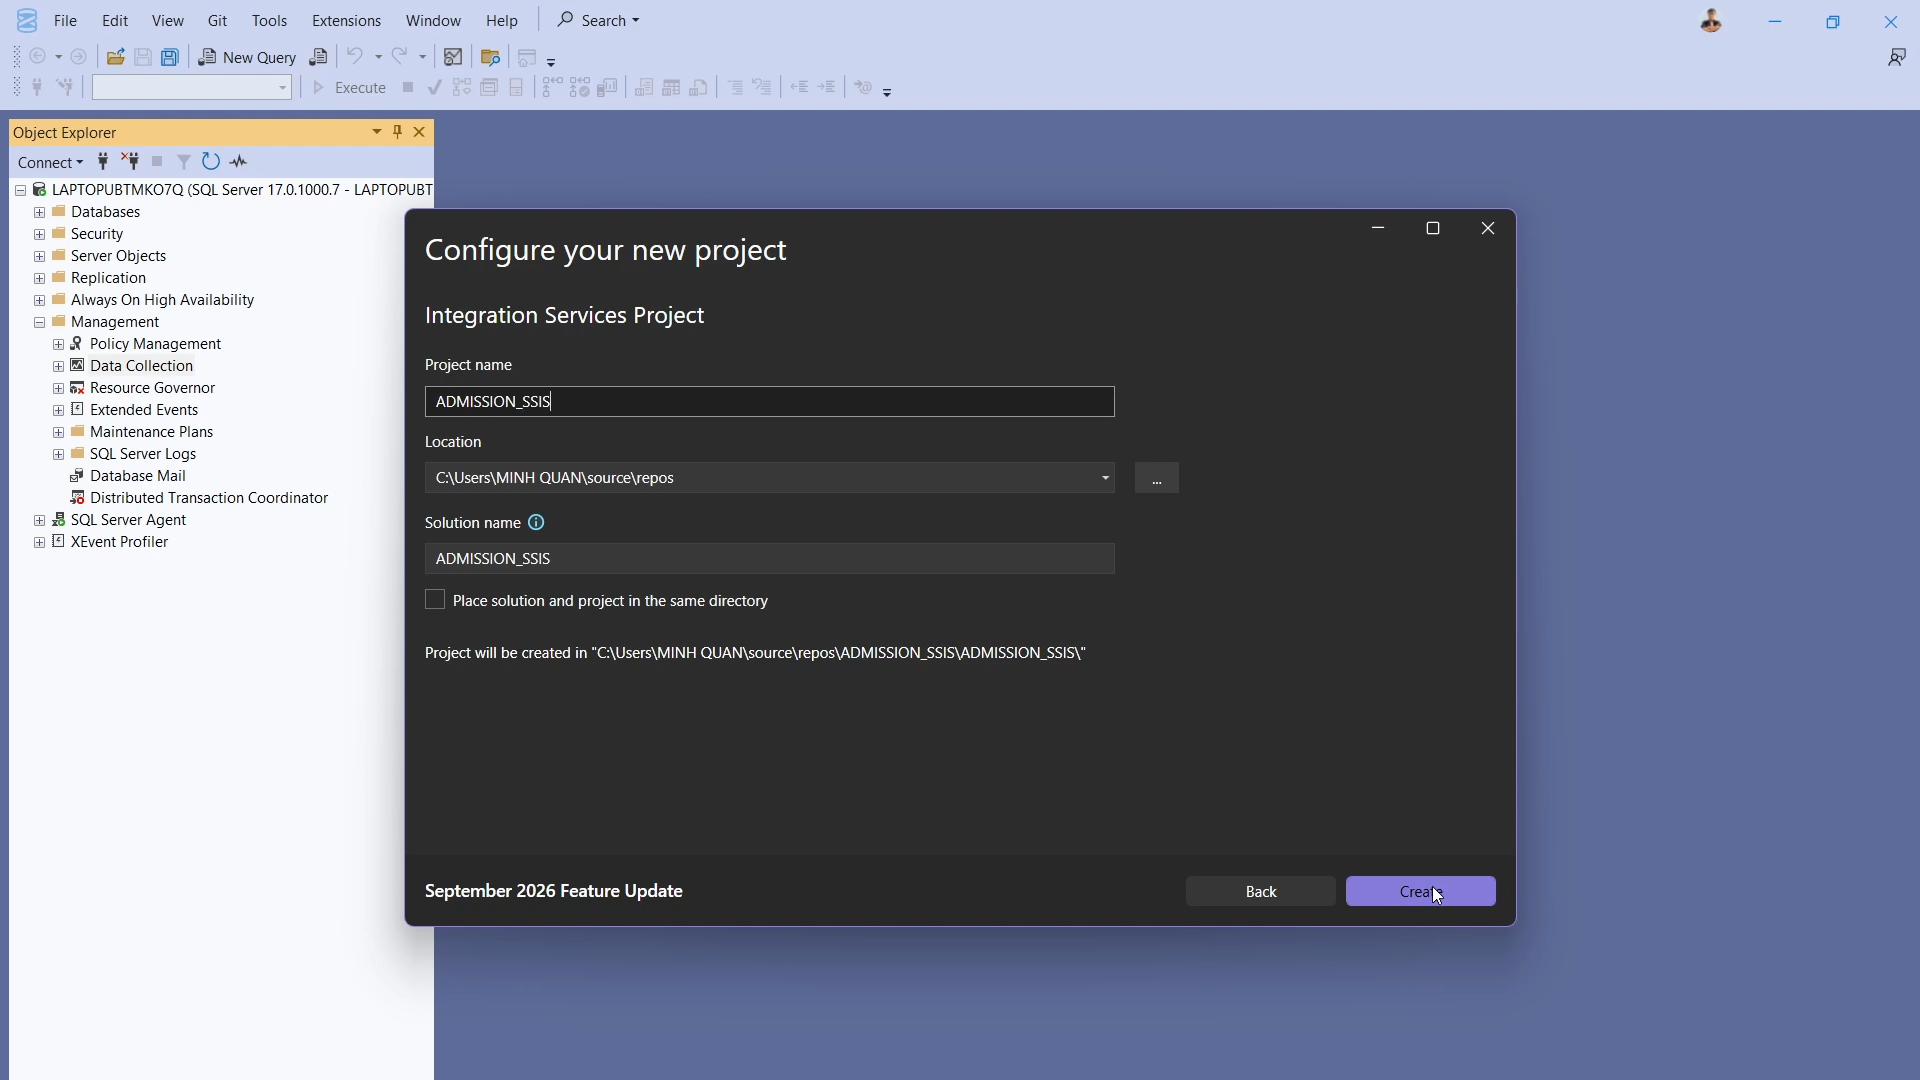 File Edit View Git Tools Extensions Window Help Search
New Query
Execute
Object Explorer
Connect
LAPTOPUBTMKO7Q (SQL Server 17.0.1000.7 - LAPTOPUBT
Databases
Security
Server Objects
Replication
Always On High Availability
Management
Policy Management
Data Collection
Resource Governor
Extended Events
Maintenance Plans
SQL Server Logs
Database Mail
Distributed Transaction Coordinator
SQL Server Agent
XEvent Profiler
Configure your new project
Integration Services Project
Project name
ADMISSION_SSIS
Location
C:\Users\MINH QUAN\source\repos
...
Solution name
ADMISSION_SSIS
Place solution and project in the same directory
Project will be created in "C:\Users\MINH QUAN\source\repos\ADMISSION_SSIS\ADMISSION_SSIS\"
September 2026 Feature Update
Back
Create